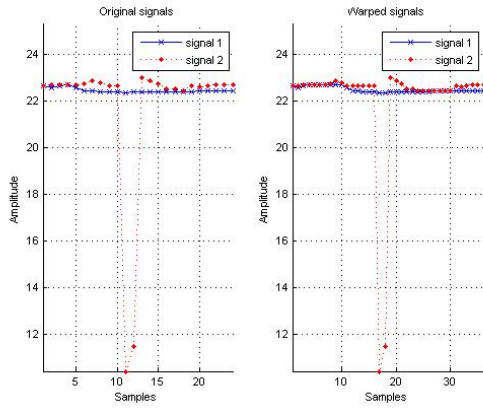 Original signals
signal 1
signal 2
Amplitude
24
22
20
18
16
14
12
5
10
15
20
Samples
Warped signals
signal 1
signal 2
Amplitude
24
22
20
18
16
14
12
10
20
30
Samples